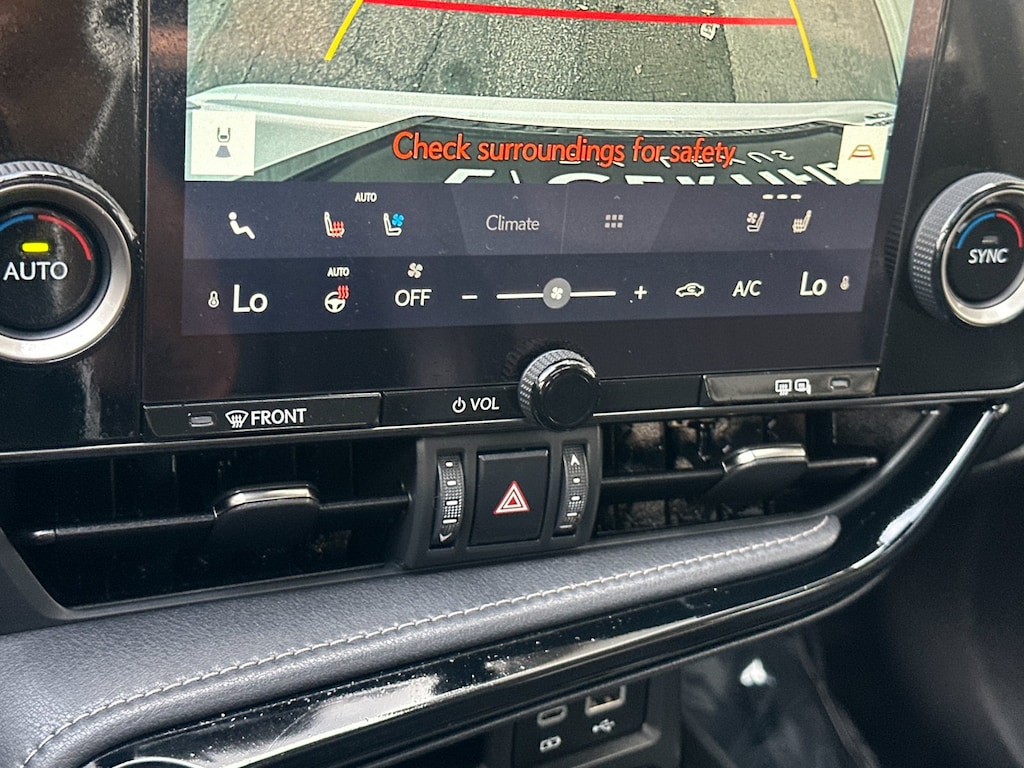 Check surroundings for safety
AUTO
Climate
AUTO
SYNC
Lo
AUTO
OFF
- +
A/C
Lo
FRONT
VOL